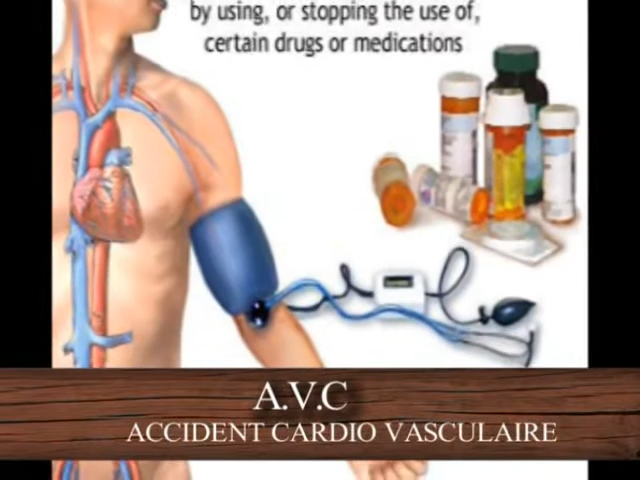 by using, or stopping the use of,
certain drugs or medications
A.V.C
ACCIDENT CARDIO VASCULAIRE